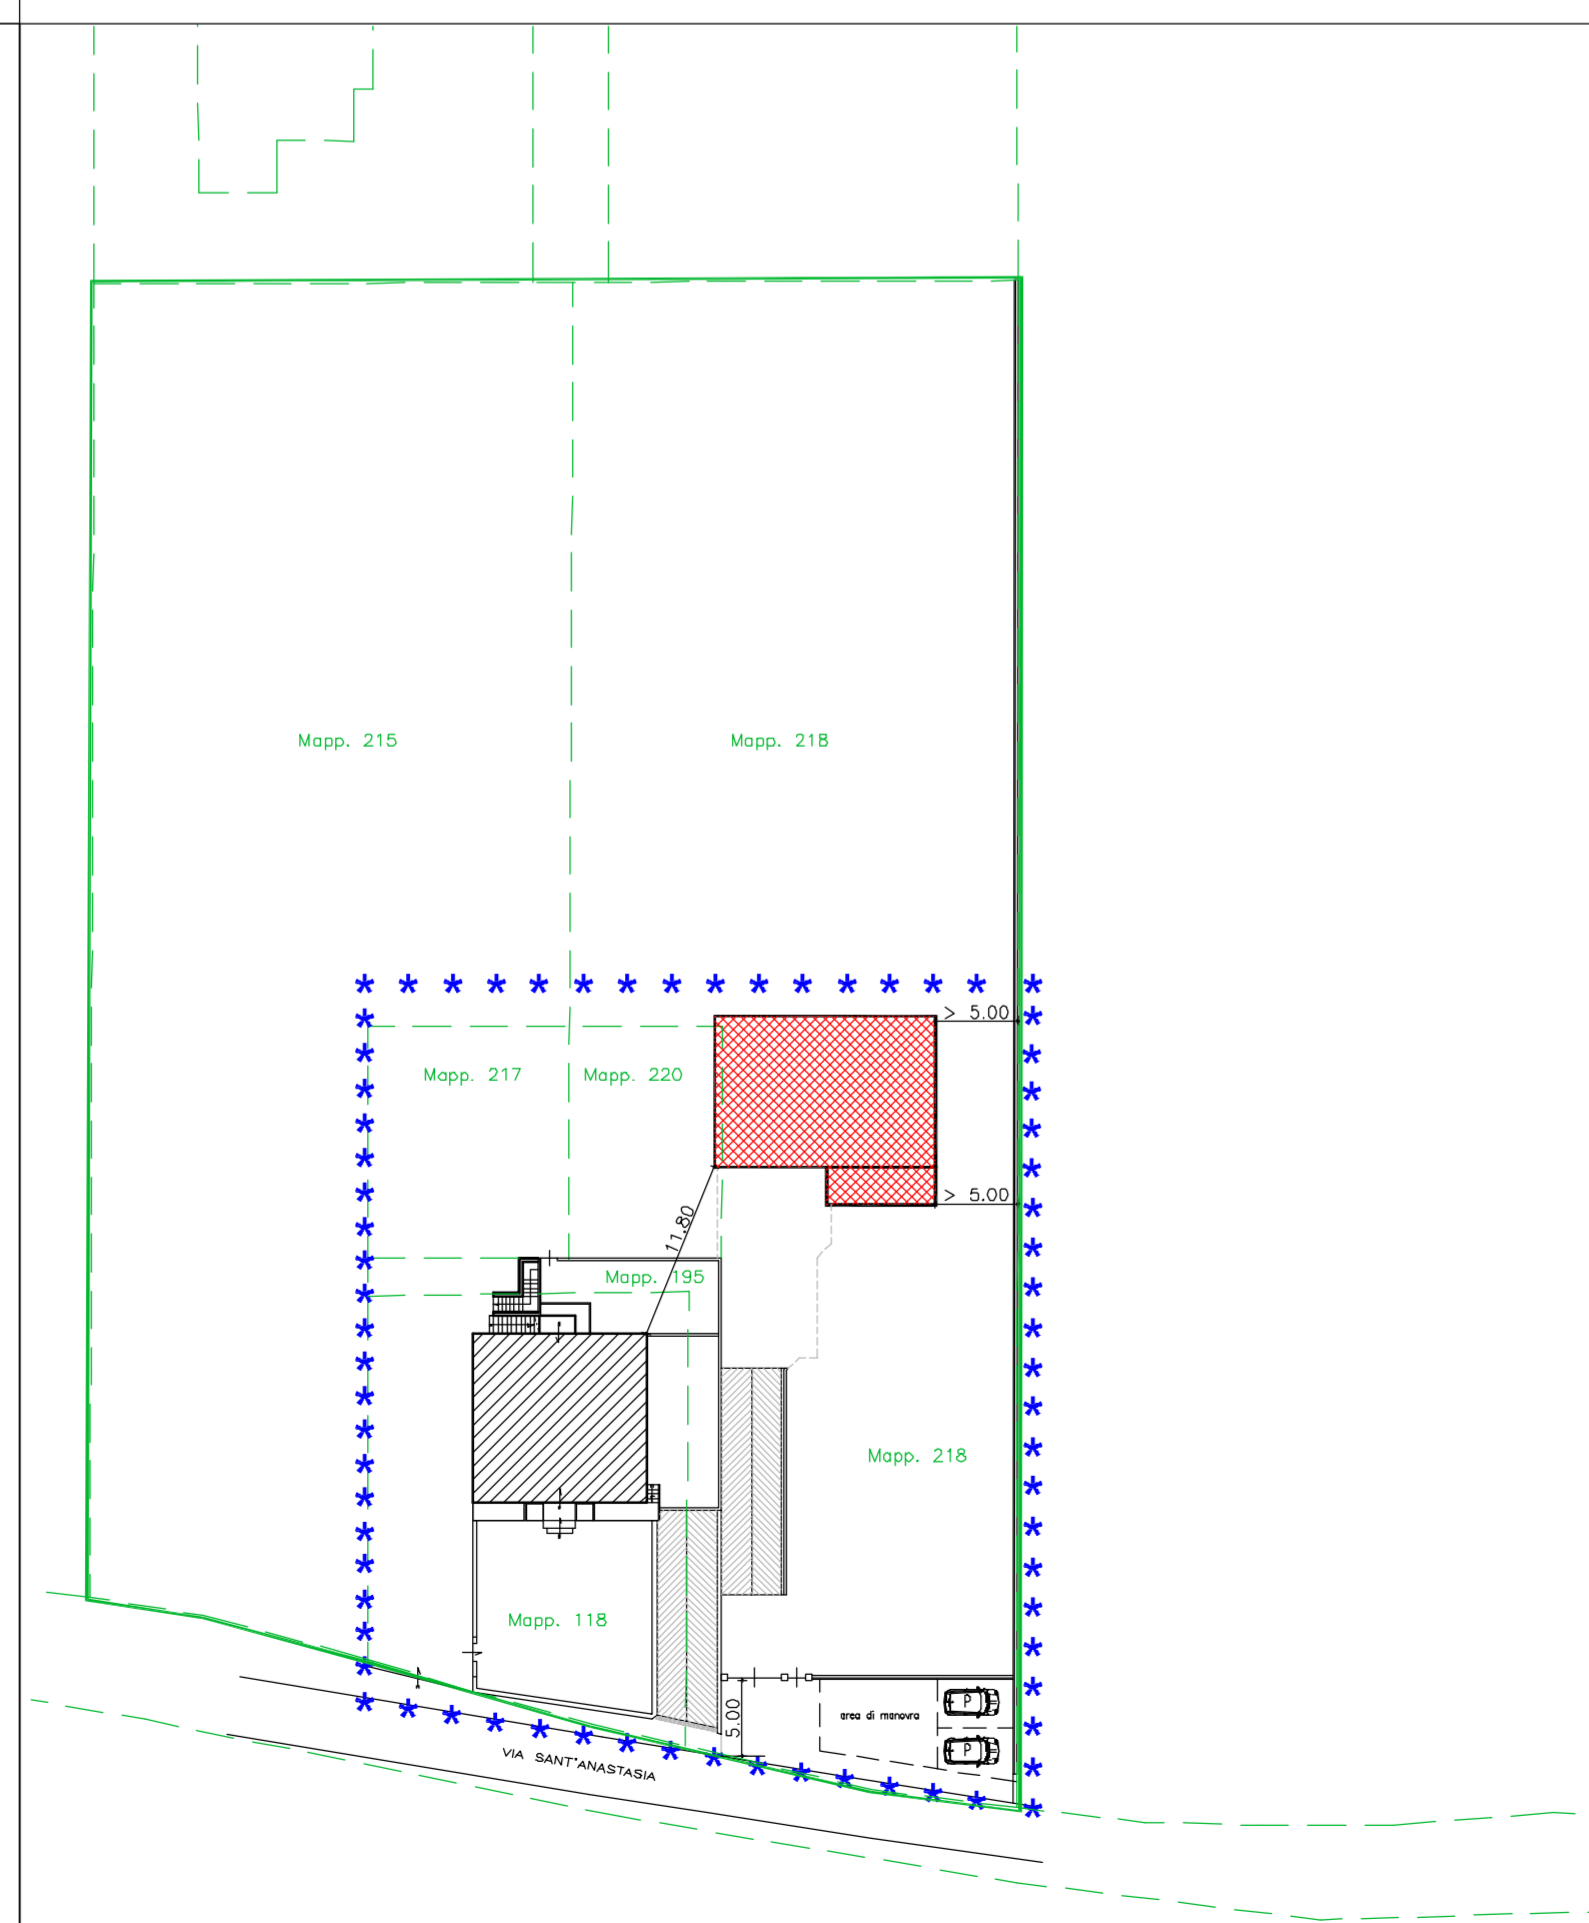 Mapp. 215
Mapp. 218
> 5.00
Mapp. 217
Mapp. 220
> 5.00
11.80
Mapp. 195
Mapp. 218
Mapp. 118
5.00
area di manovra
P
P
VIA SANT'ANASTASIA